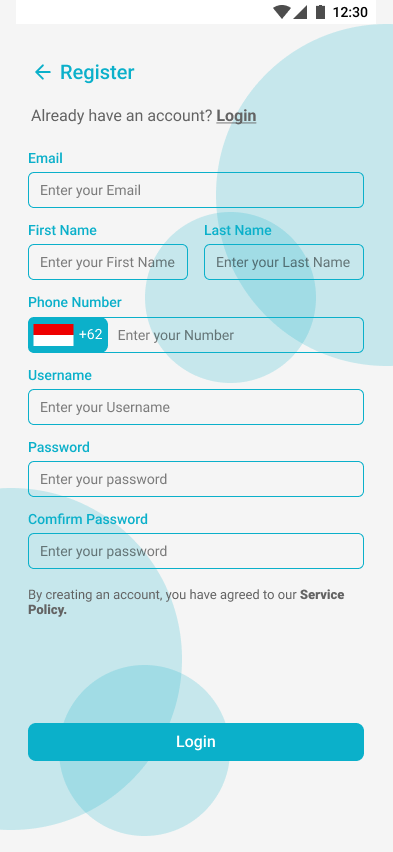 12:30
Register
Already have an account? Login
Email
Enter your Email
First Name Last Name
Enter your First Name Enter your Last Name
Phone Number
+62 Enter your Number
Username
Enter your Username
Password
Enter your password
Comfirm Password
Enter your password
By creating an account, you have agreed to our Service
Policy.
Login